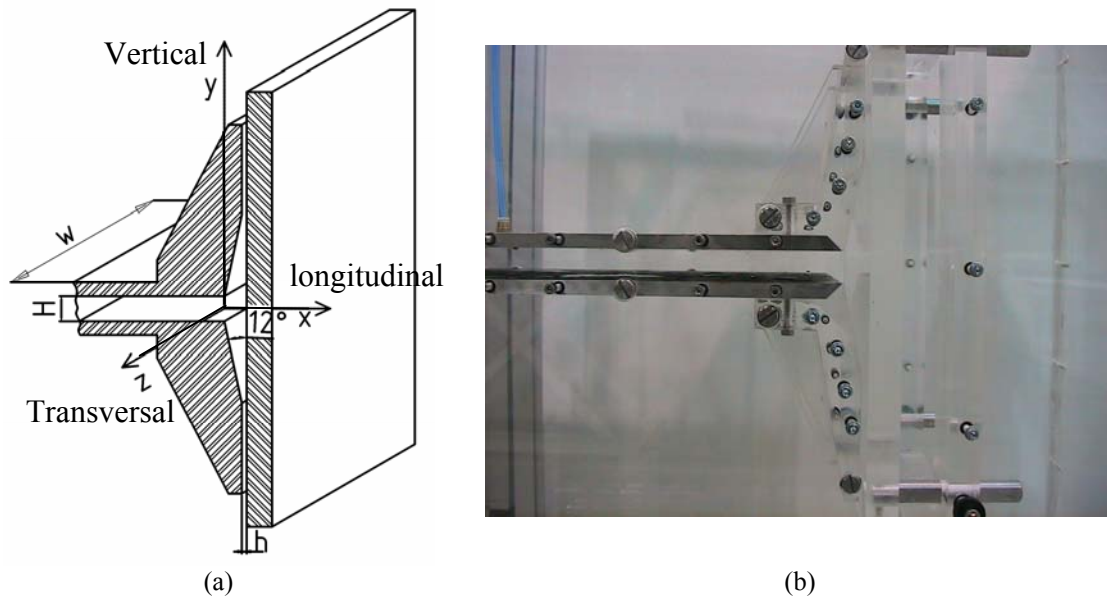 Vertical
y
W
longitudinal
H
12° x
z
Transversal
h
(a) (b)